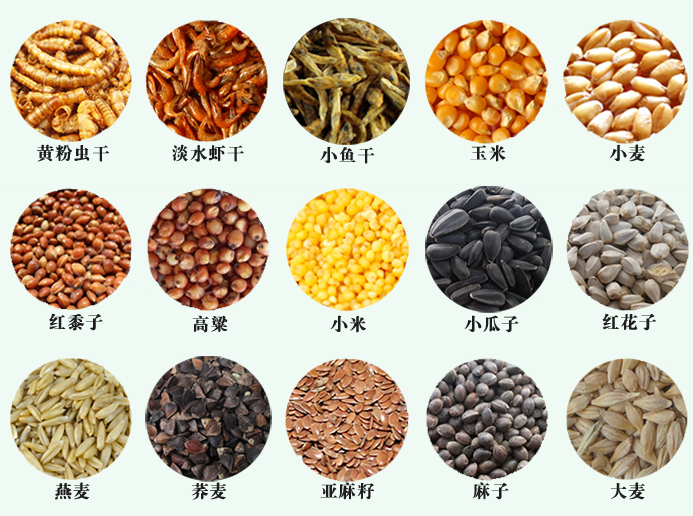 黄粉虫干 淡水虾干 小鱼干 玉米 小麦
红黍子 高粱 小米 小瓜子 红花子
燕麦 荞麦 亚麻籽 麻子 大麦